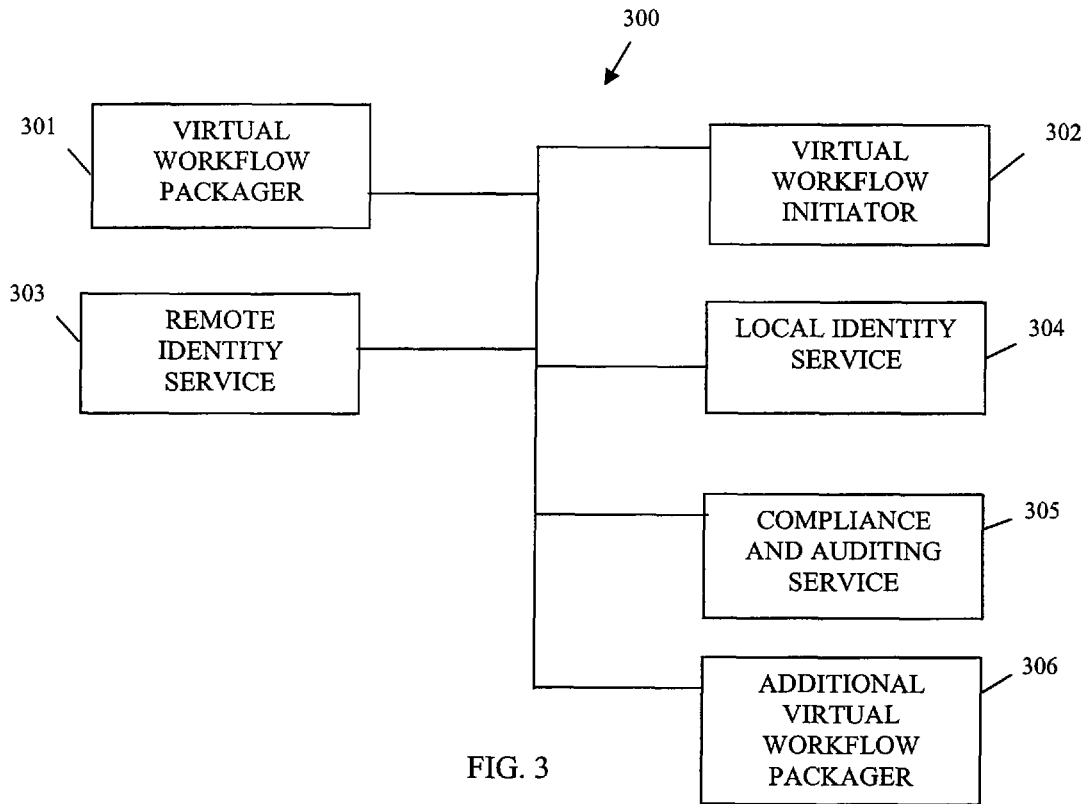 300
301
VIRTUAL
WORKFLOW
PACKAGER
302
VIRTUAL
WORKFLOW
INITIATOR
303
REMOTE
IDENTITY
SERVICE
304
LOCAL IDENTITY
SERVICE
305
COMPLIANCE
AND AUDITING
SERVICE
306
ADDITIONAL
VIRTUAL
WORKFLOW
PACKAGER
FIG. 3